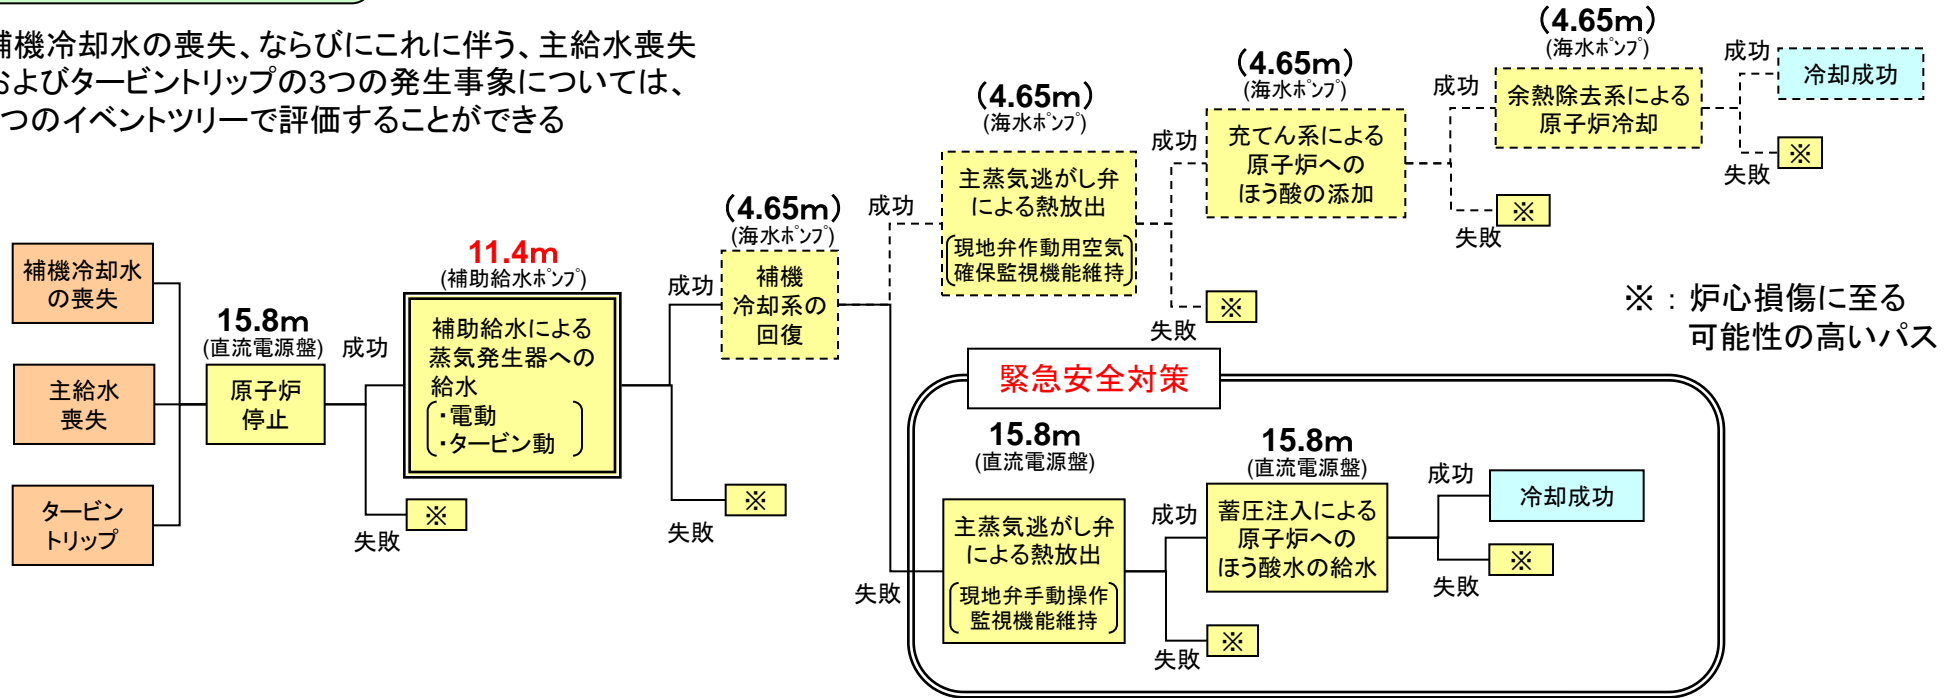 補機冷却水の喪失、ならびにこれに伴う、主給水喪失
およびタービントリップの3つの発生事象については、
つのイベントツリーで評価することができる
(4.65m)
(海水ﾎﾟﾝﾌﾟ)
成功
余熱除去系による
原子炉冷却
成功
冷却成功
失敗
※
(4.65m)
(海水ﾎﾟﾝﾌﾟ)
成功
充てん系による
原子炉への
ほう酸の添加
失敗
※
(4.65m)
(海水ﾎﾟﾝﾌﾟ)
成功
主蒸気逃がし弁
による熱放出
現地弁作動用空気
確保監視機能維持
失敗
※
(4.65m)
(海水ﾎﾟﾝﾌﾟ)
成功
補機
冷却系の
回復
※ : 炉心損傷に至る
可能性の高いパス
補機冷却水
の喪失
主給水
喪失
タービン
トリップ
15.8m
(直流電源盤)
原子炉
停止
成功
失敗
※
11.4m
(補助給水ポンプ)
補助給水による
蒸気発生器への
給水
・電動
・タービン動
失敗
※
失敗
緊急安全対策
15.8m
(直流電源盤)
主蒸気逃がし弁
による熱放出
現地弁手動操作
監視機能維持
成功
失敗
※
15.8m
(直流電源盤)
蓄圧注入による
原子炉への
ほう酸水の給水
成功
冷却成功
失敗
※